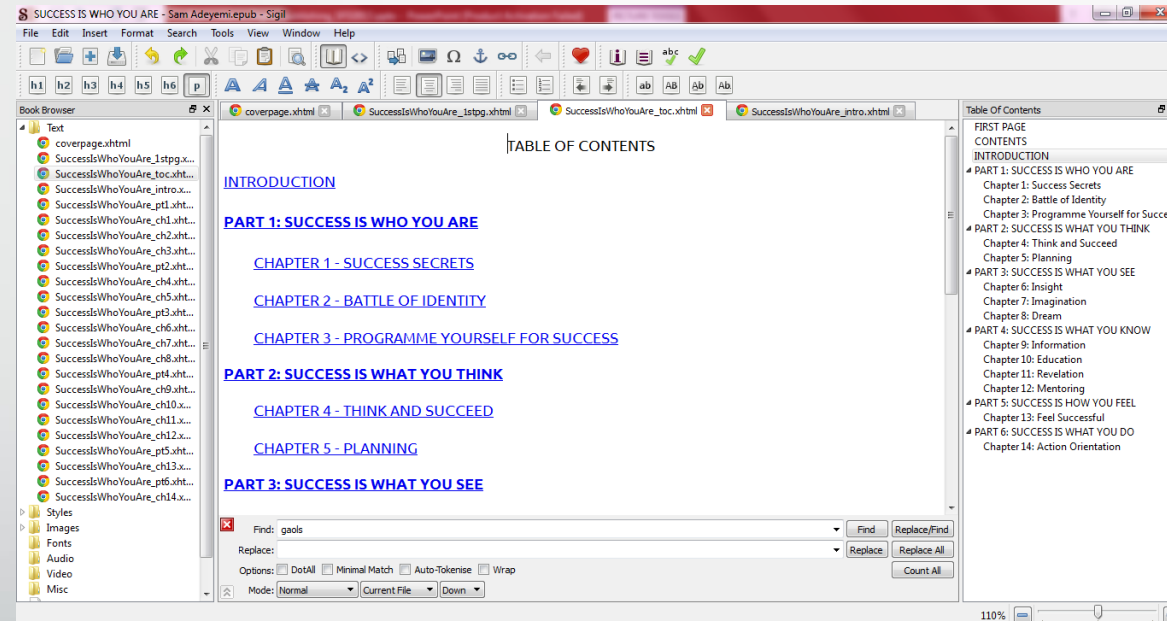 SUCCESS IS WHO YOU ARE - Sam Adeyemi.epub - Sigil
File Edit Insert Format Search Tools View Window Help
h1 h2 h3 h4 h5 h6 p A A A A A₂ A² ab AB Ab Ab
Book Browser
Text
coverpage.xhtml
SuccessIsWhoYouAre_1stpg.x...
SuccessIsWhoYouAre_toc.xht...
SuccessIsWhoYouAre_intro.x...
SuccessIsWhoYouAre_pt1.xht...
SuccessIsWhoYouAre_ch1.xht...
SuccessIsWhoYouAre_ch2.xht...
SuccessIsWhoYouAre_ch3.xht...
SuccessIsWhoYouAre_pt2.xht...
SuccessIsWhoYouAre_ch4.xht...
SuccessIsWhoYouAre_ch5.xht...
SuccessIsWhoYouAre_pt3.xht...
SuccessIsWhoYouAre_ch6.xht...
SuccessIsWhoYouAre_ch7.xht...
SuccessIsWhoYouAre_ch8.xht...
SuccessIsWhoYouAre_pt4.xht...
SuccessIsWhoYouAre_ch9.xht...
SuccessIsWhoYouAre_ch10.x...
SuccessIsWhoYouAre_ch11.x...
SuccessIsWhoYouAre_ch12.x...
SuccessIsWhoYouAre_pt5.xht...
SuccessIsWhoYouAre_ch13.x...
SuccessIsWhoYouAre_pt6.xht...
SuccessIsWhoYouAre_ch14.x...
Styles
Images
Fonts
Audio
Video
Misc
coverpage.xhtml SuccessIsWhoYouAre_1stpg.xhtml SuccessIsWhoYouAre_toc.xhtml SuccessIsWhoYouAre_intro.xhtml
TABLE OF CONTENTS
INTRODUCTION
PART 1: SUCCESS IS WHO YOU ARE
CHAPTER 1 - SUCCESS SECRETS
CHAPTER 2 - BATTLE OF IDENTITY
CHAPTER 3 - PROGRAMME YOURSELF FOR SUCCESS
PART 2: SUCCESS IS WHAT YOU THINK
CHAPTER 4 - THINK AND SUCCEED
CHAPTER 5 - PLANNING
PART 3: SUCCESS IS WHAT YOU SEE
Find: gaols Find Replace/Find
Replace: Replace Replace All
Options: DotAll Minimal Match Auto-Tokenise Wrap Count All
Mode: Normal Current File Down
Table Of Contents
FIRST PAGE
CONTENTS
INTRODUCTION
PART 1: SUCCESS IS WHO YOU ARE
Chapter 1: Success Secrets
Chapter 2: Battle of Identity
Chapter 3: Programme Yourself for Succe
PART 2: SUCCESS IS WHAT YOU THINK
Chapter 4: Think and Succeed
Chapter 5: Planning
PART 3: SUCCESS IS WHAT YOU SEE
Chapter 6: Insight
Chapter 7: Imagination
Chapter 8: Dream
PART 4: SUCCESS IS WHAT YOU KNOW
Chapter 9: Information
Chapter 10: Education
Chapter 11: Revelation
Chapter 12: Mentoring
PART 5: SUCCESS IS HOW YOU FEEL
Chapter 13: Feel Successful
PART 6: SUCCESS IS WHAT YOU DO
Chapter 14: Action Orientation
110%